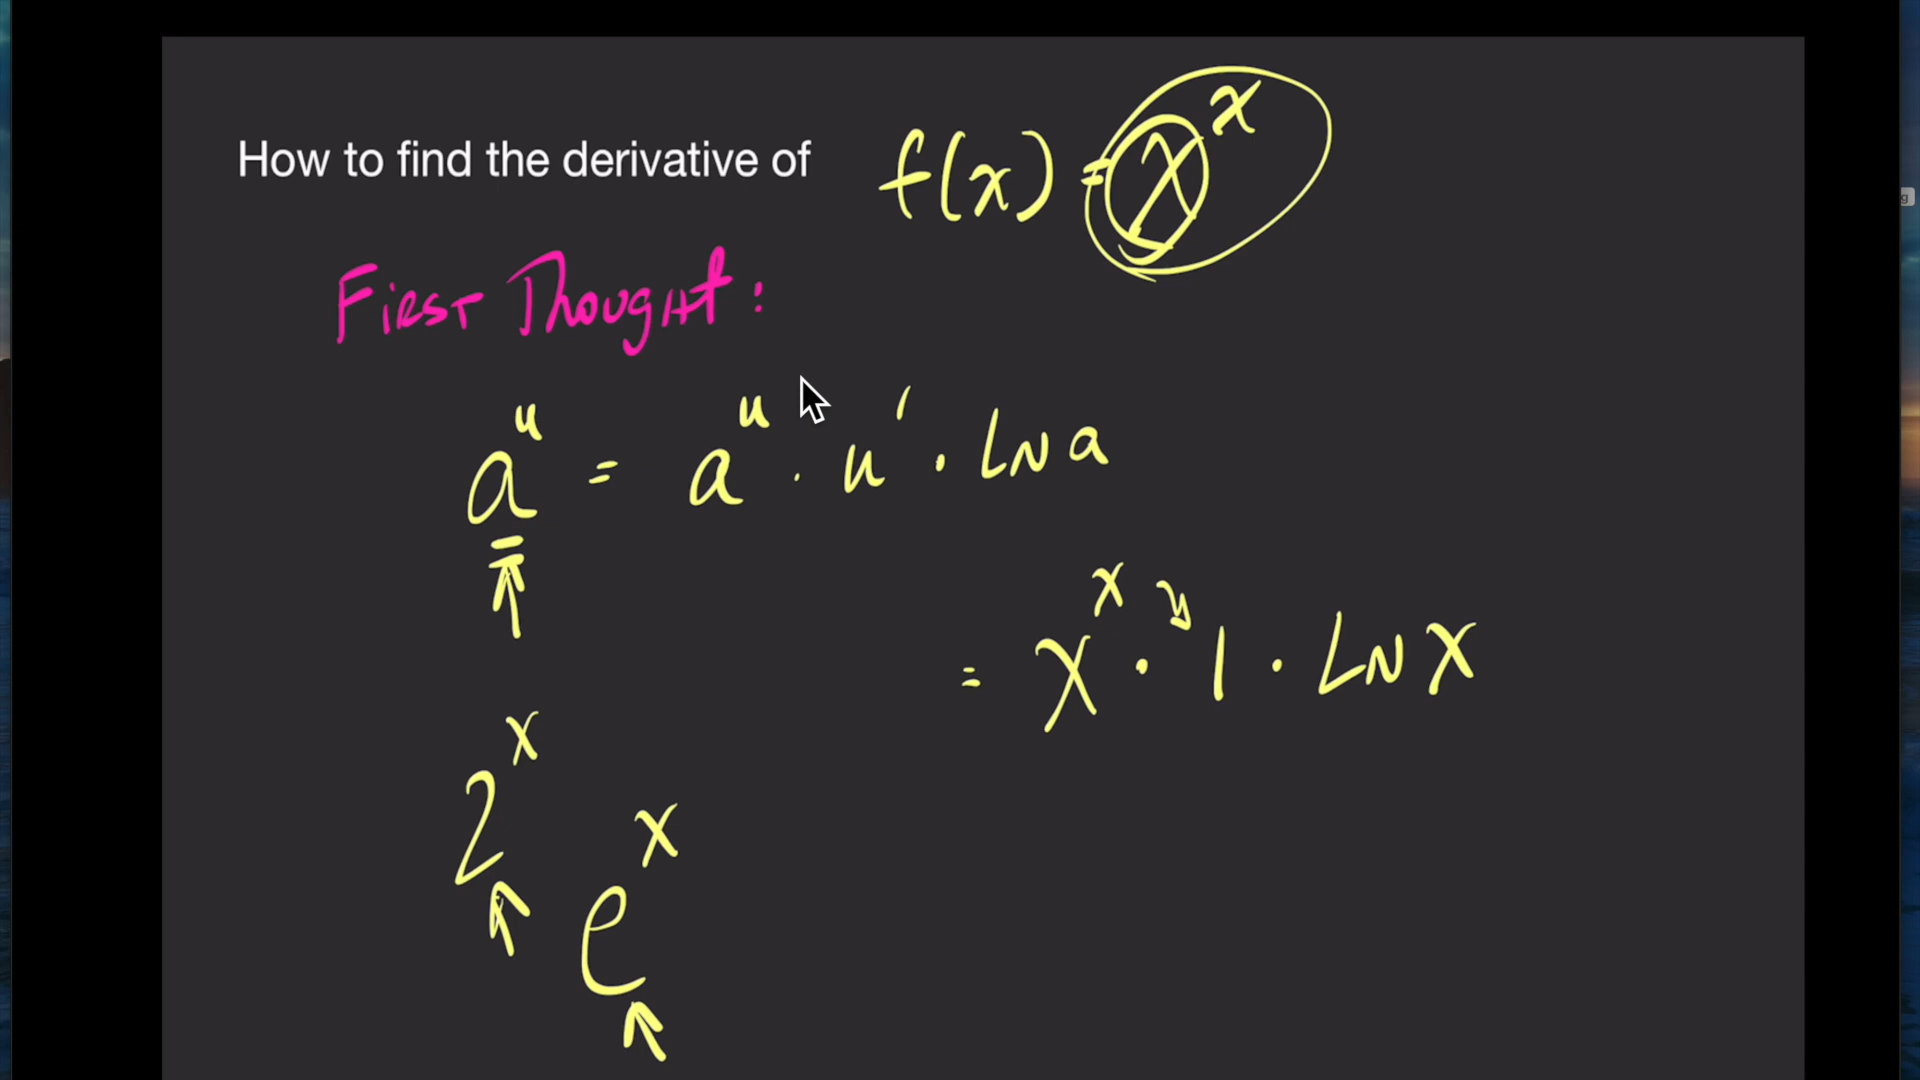 How to find the derivative of f(x) = x^x
First Thought:
a^u = a^u · u' · Ln a
= x^x · 1 · Ln x
2^x
e^x
g